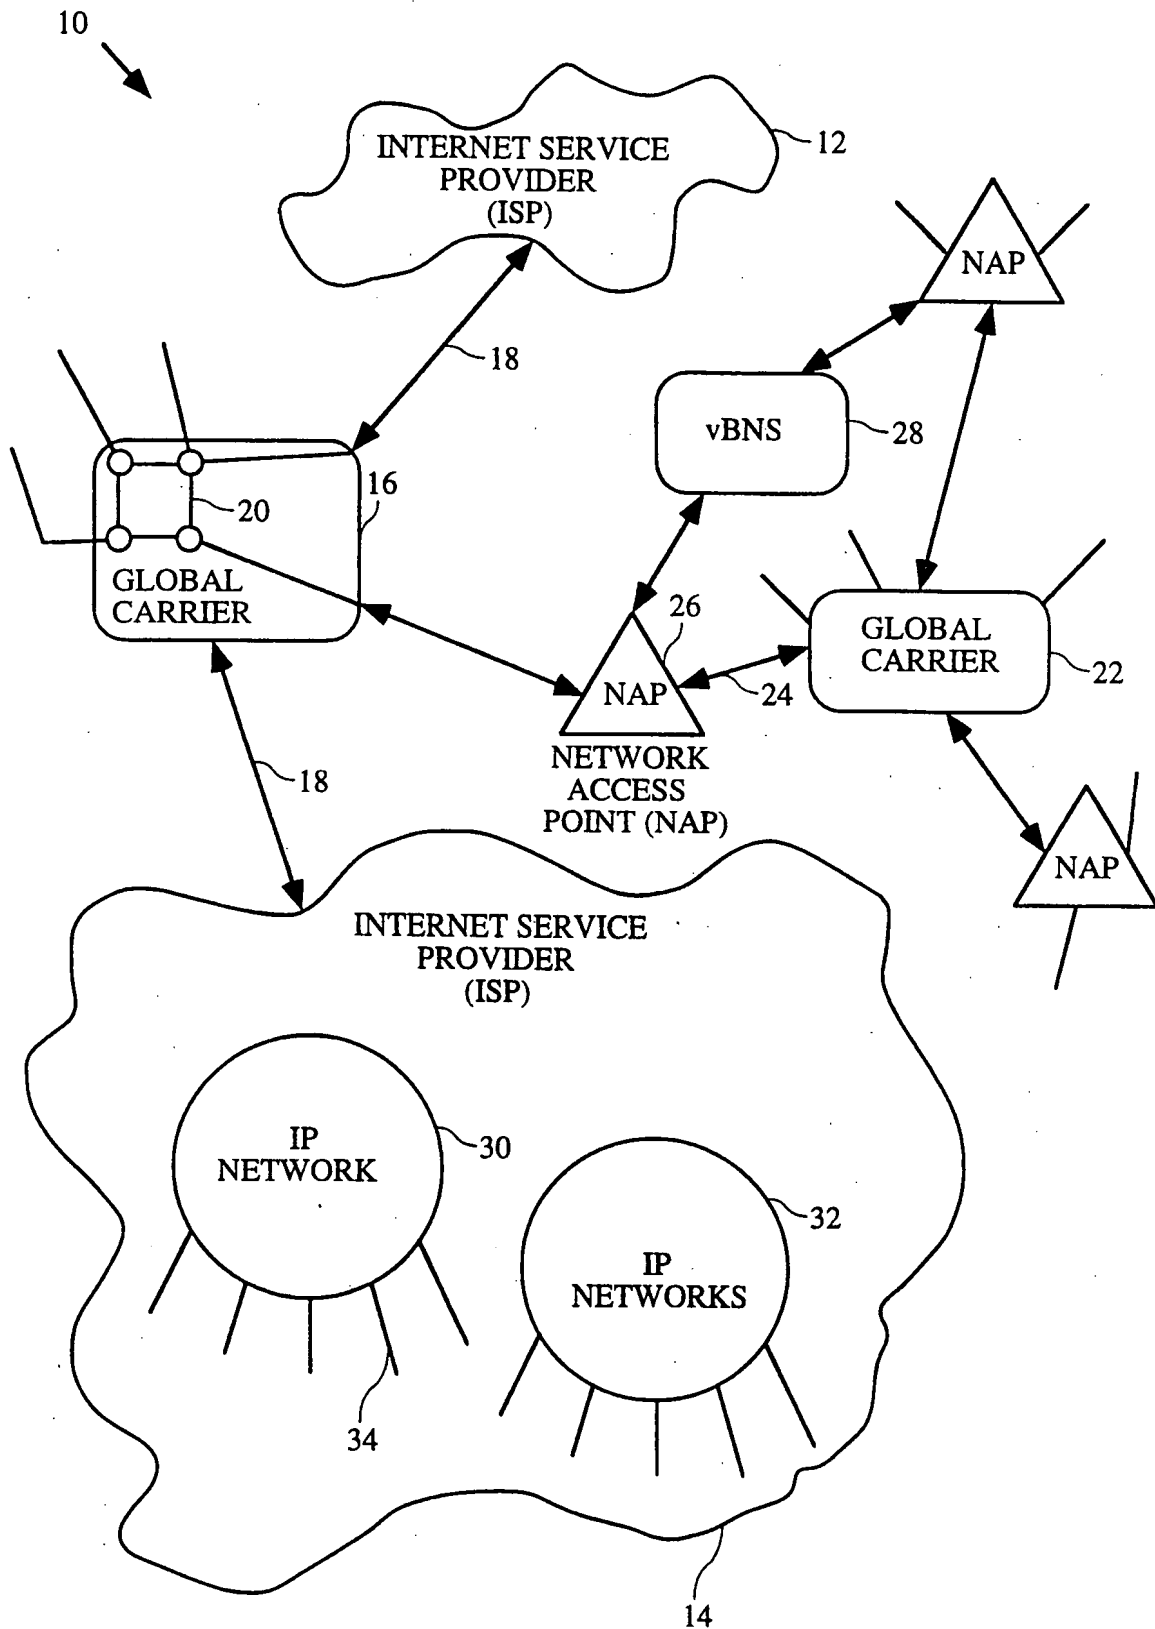 10
INTERNET SERVICE
PROVIDER
(ISP)
12
NAP
18
vBNS
28
16
20
GLOBAL
CARRIER
26
NAP
24
GLOBAL
CARRIER
22
NETWORK
ACCESS
POINT (NAP)
18
NAP
INTERNET SERVICE
PROVIDER
(ISP)
IP
NETWORK
30
32
IP
NETWORKS
34
14